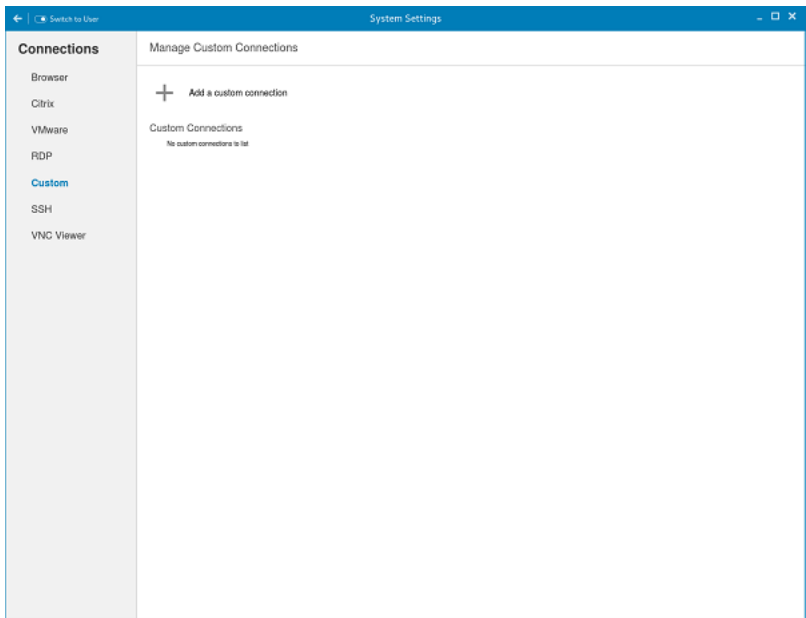 Switch to User
System Settings
Connections
Manage Custom Connections
Browser
Add a custom connection
Citrix
VMware
Custom Connections
No custom connections to list
RDP
Custom
SSH
VNC Viewer